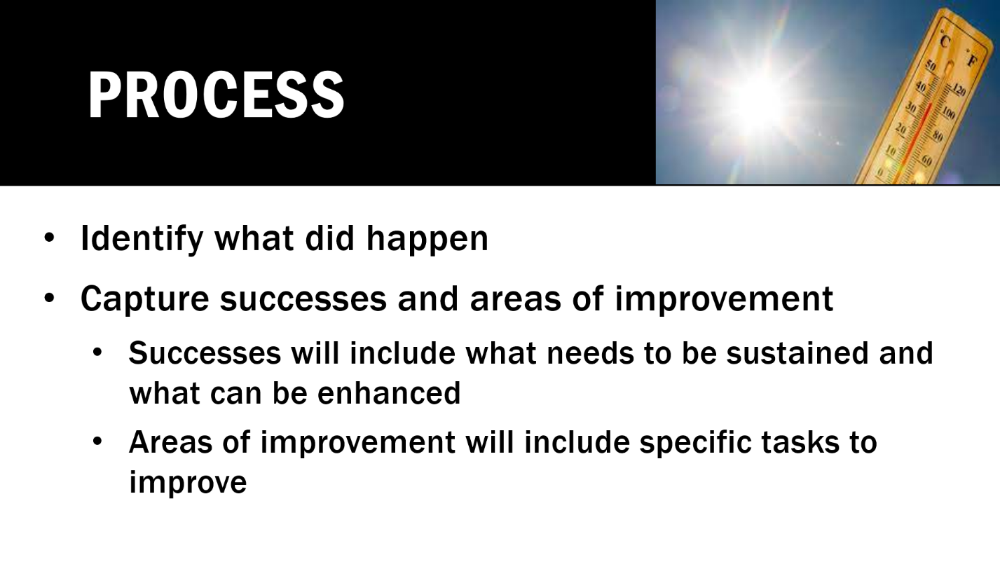 PROCESS
°C °F
50
40 120
30 100
20 80
10 60
0
• Identify what did happen
• Capture successes and areas of improvement
• Successes will include what needs to be sustained and
what can be enhanced
• Areas of improvement will include specific tasks to
improve